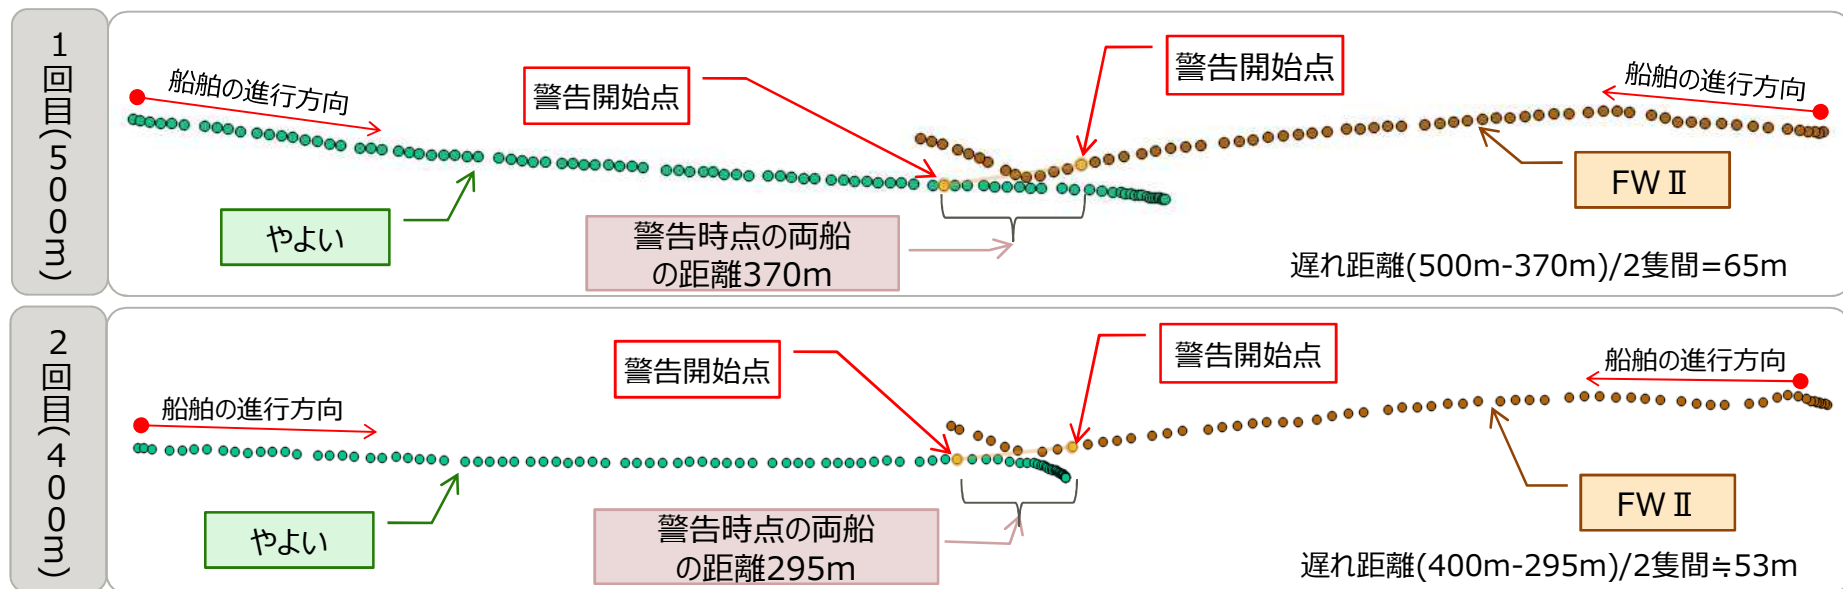 1回目(500m)
船舶の進行方向
警告開始点
警告開始点
船舶の進行方向
やよい
警告時点の両船
の距離370m
FWⅡ
遅れ距離(500m-370m)/2隻間=65m
2回目(400m)
船舶の進行方向
警告開始点
警告開始点
船舶の進行方向
やよい
警告時点の両船
の距離295m
FWⅡ
遅れ距離(400m-295m)/2隻間≒53m